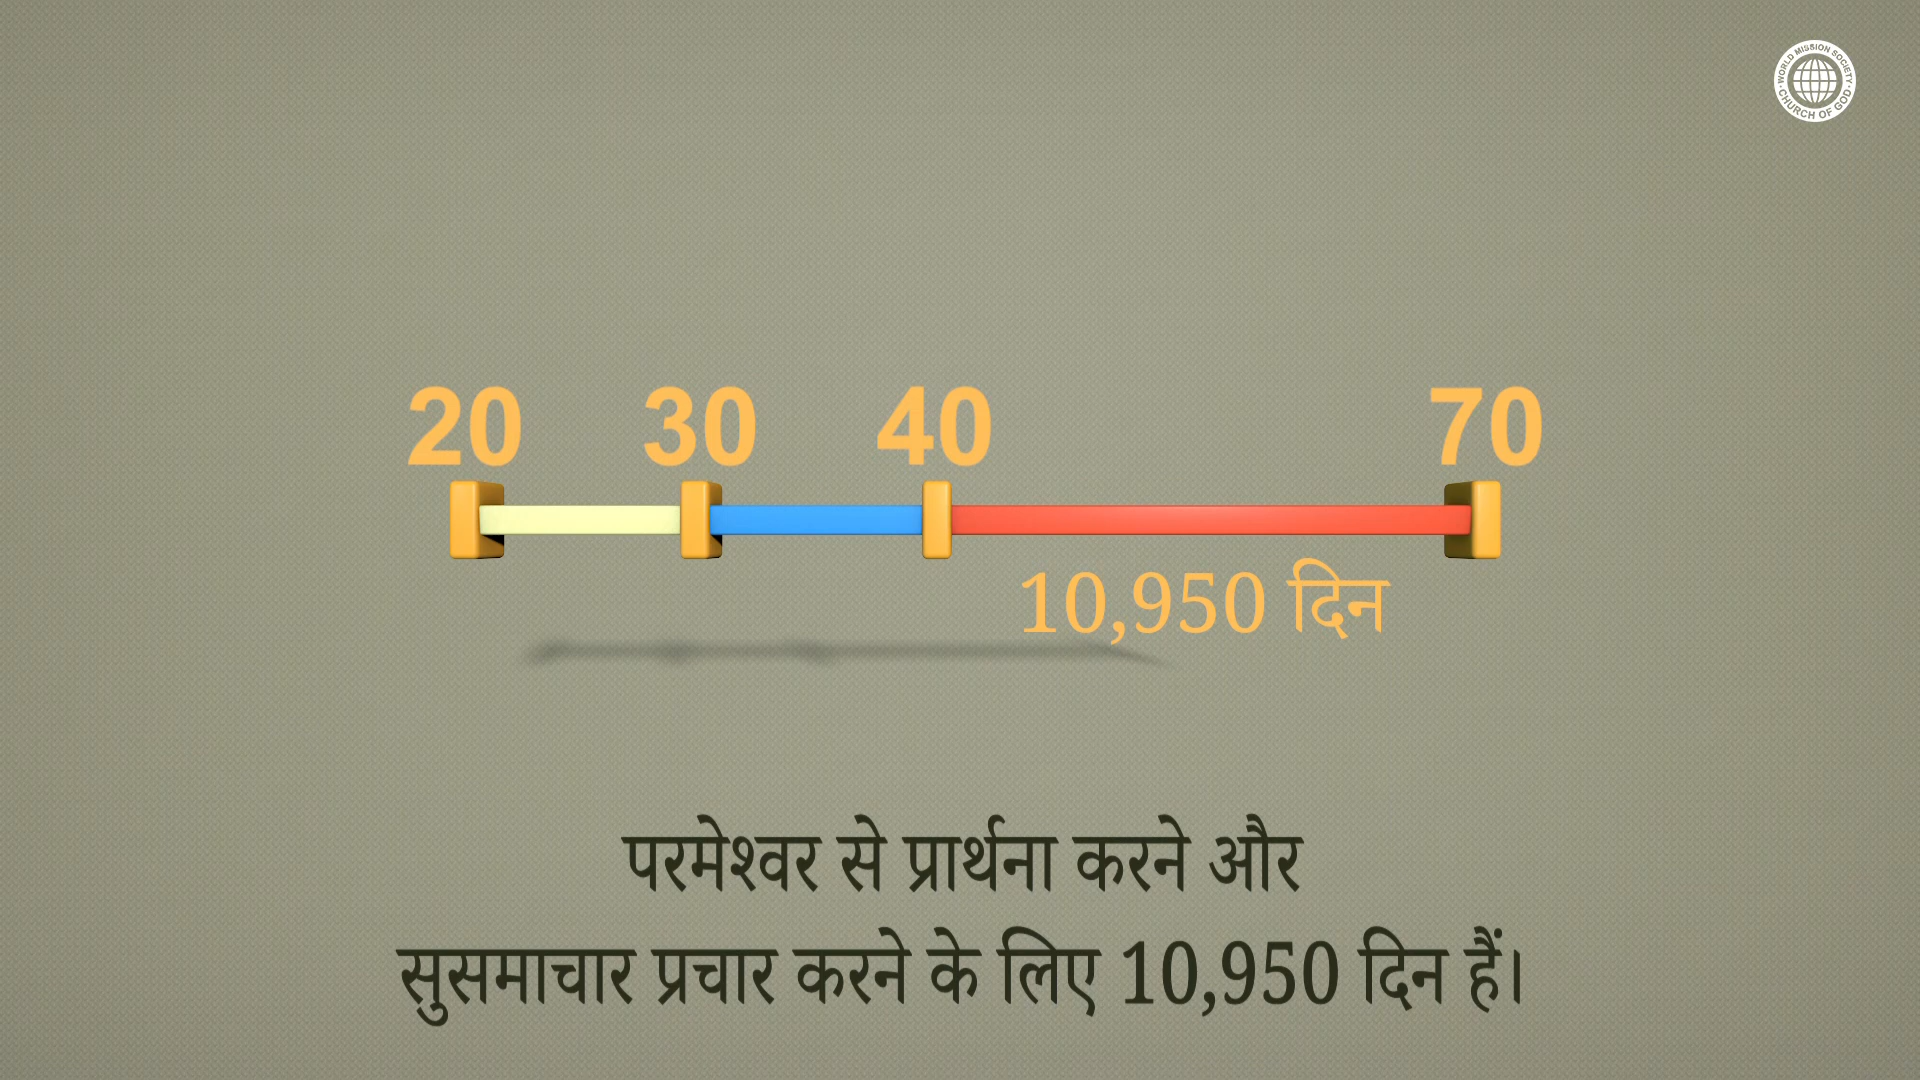 WORLD MISSION SOCIETY
CHURCH OF GOD
20 30 40 70
10,950 दिन
परमेश्वर से प्रार्थना करने और
सुसमाचार प्रचार करने के लिए 10,950 दिन हैं।